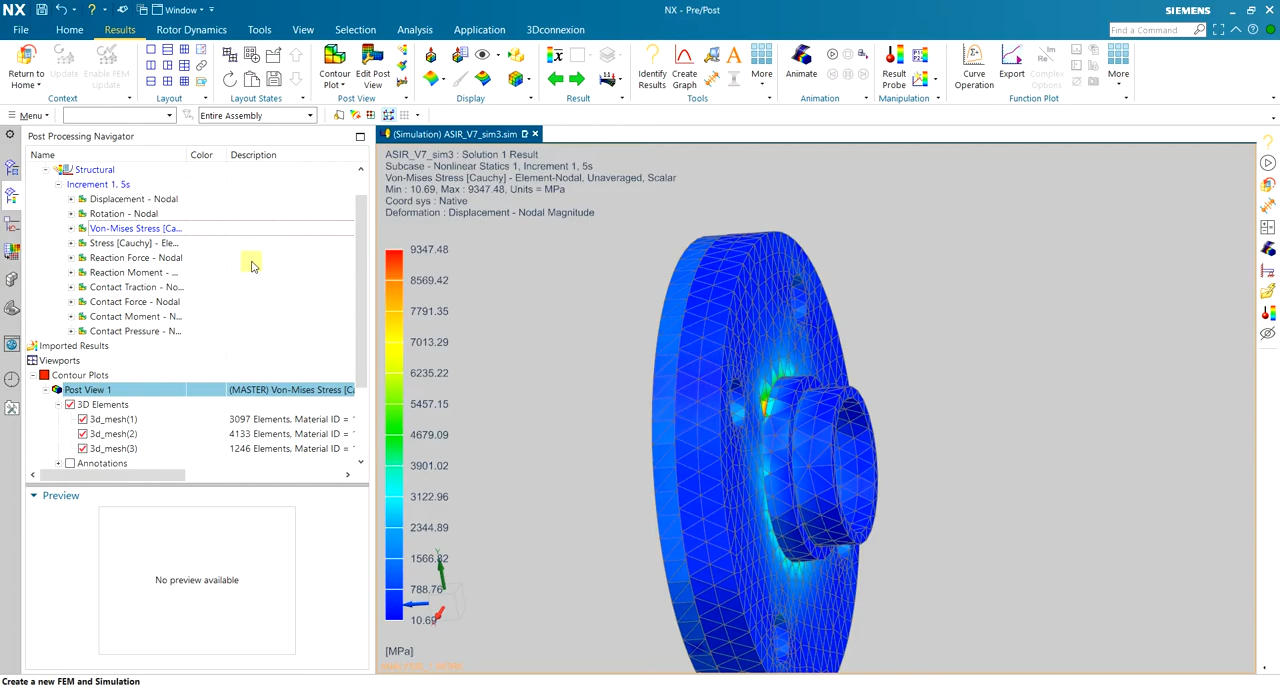 NX
Window
NX - Pre/Post
SIEMENS
File
Home
Results
Rotor Dynamics
Tools
View
Selection
Analysis
Application
3Dconnexion
Find a Command
Return to Home
Update
Enable FEM Update
Contour Plot
Edit Post View
Identify Results
Create Graph
More
Animate
Result Probe
Curve Operation
Export
Complex Options
More
Context
Layout
Layout States
Post View
Display
Result
Tools
Animation
Manipulation
Function Plot
Menu
Entire Assembly
Post Processing Navigator
(Simulation) ASIR_V7_sim3.sim
Name
Color
Description
Structural
Increment 1, 5s
Displacement - Nodal
Rotation - Nodal
Von-Mises Stress [Ca...
Stress [Cauchy] - Ele...
Reaction Force - Nodal
Reaction Moment - ...
Contact Traction - No...
Contact Force - Nodal
Contact Moment - N...
Contact Pressure - N...
Imported Results
Viewports
Contour Plots
Post View 1
(MASTER) Von-Mises Stress [Ca
3D Elements
3d_mesh(1)
3097 Elements, Material ID =
3d_mesh(2)
4133 Elements, Material ID =
3d_mesh(3)
1246 Elements, Material ID =
Annotations
Preview
No preview available
ASIR_V7_sim3 : Solution 1 Result
Subcase - Nonlinear Statics 1, Increment 1, 5s
Von-Mises Stress [Cauchy] - Element-Nodal, Unaveraged, Scalar
Min : 10.69, Max : 9347.48, Units = MPa
Coord sys : Native
Deformation : Displacement - Nodal Magnitude
9347.48
8569.42
7791.35
7013.29
6235.22
5457.15
4679.09
3901.02
3122.96
2344.89
1566.82
788.76
10.69
[MPa]
Create a new FEM and Simulation